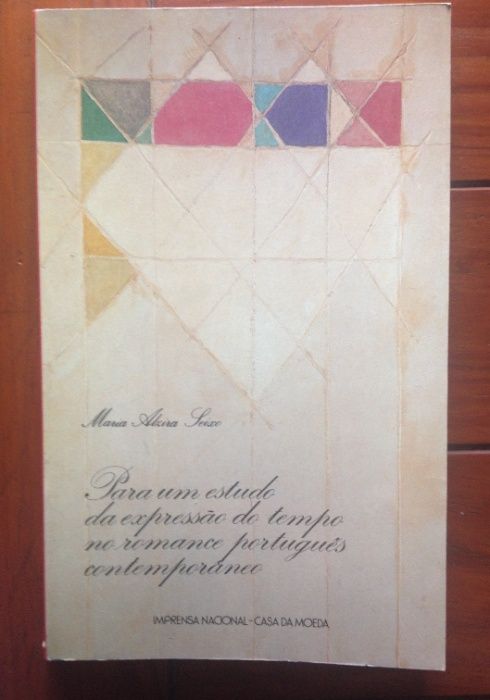 Maria Alzira Seixo
Para um estudo
da expressão do tempo
no romance português
contemporâneo
IMPRENSA NACIONAL - CASA DA MOEDA